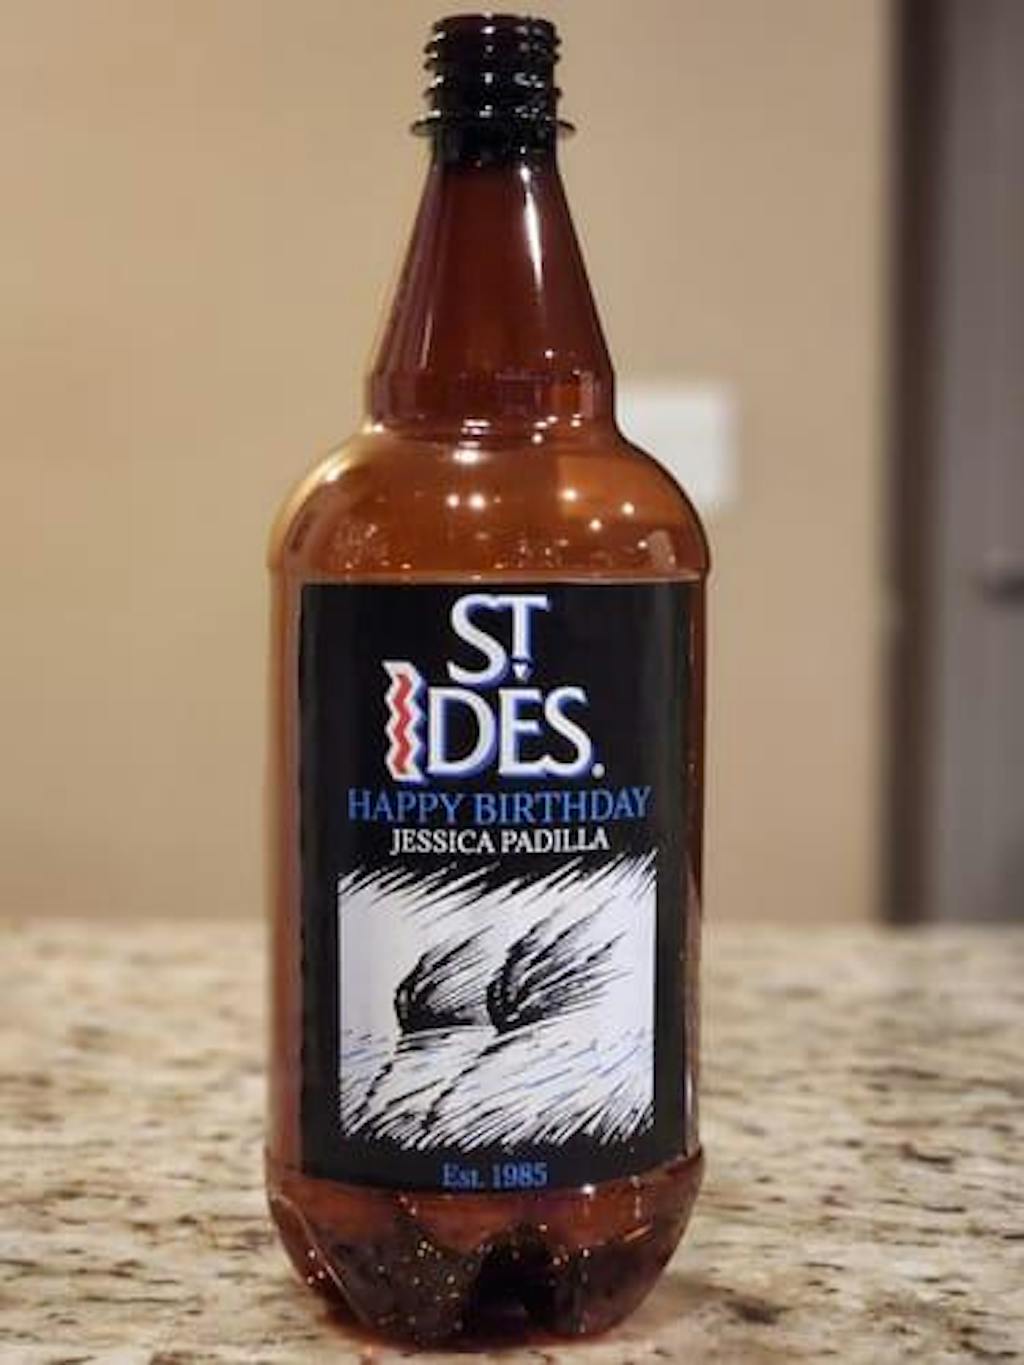 ST.
IDES.
HAPPY BIRTHDAY
JESSICA PADILLA
Est. 1985